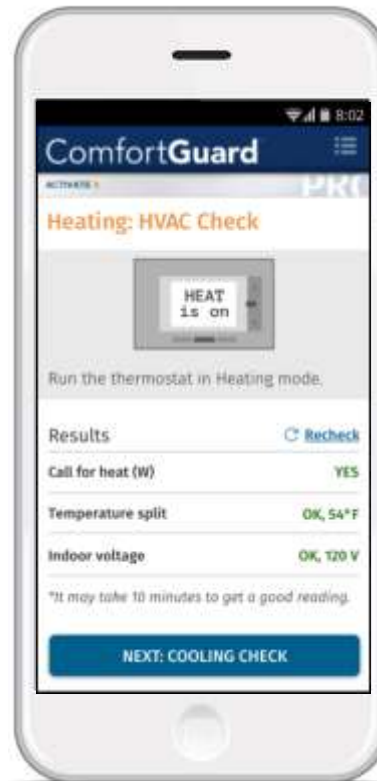 8:02
ComfortGuard
ACTIVATE >
PRO
Heating: HVAC Check
HEAT
is on
Run the thermostat in Heating mode.
Results
Recheck
Call for heat (W)
YES
Temperature split
OK, 54°F
Indoor voltage
OK, 120 V
*It may take 10 minutes to get a good reading.
NEXT: COOLING CHECK